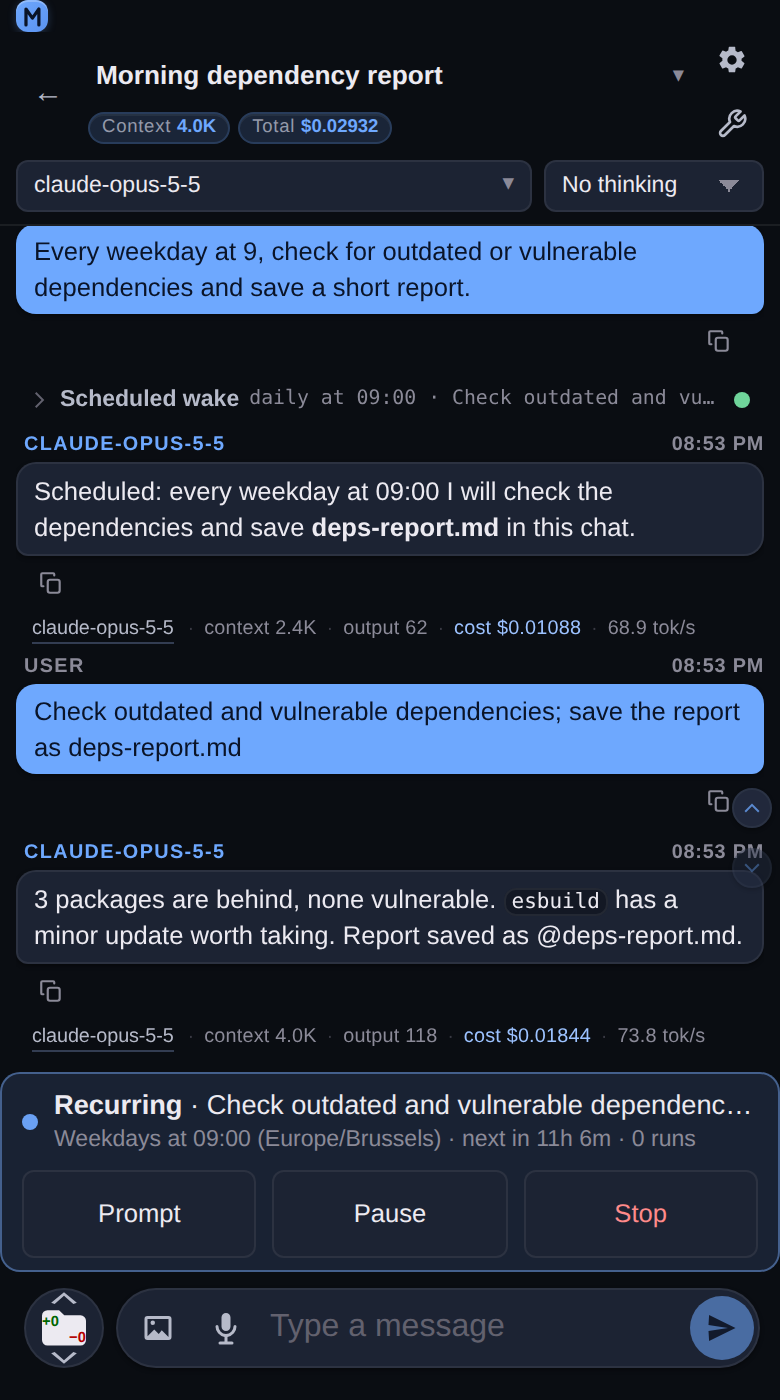 M
Morning dependency report
Context 4.0K Total $0.02932
claude-opus-5-5
No thinking
Every weekday at 9, check for outdated or vulnerable
dependencies and save a short report.
Scheduled wake daily at 09:00 · Check outdated and vu…
CLAUDE-OPUS-5-5 08:53 PM
Scheduled: every weekday at 09:00 I will check the
dependencies and save deps-report.md in this chat.
claude-opus-5-5 · context 2.4K · output 62 · cost $0.01088 · 68.9 tok/s
USER 08:53 PM
Check outdated and vulnerable dependencies; save the report
as deps-report.md
CLAUDE-OPUS-5-5 08:53 PM
3 packages are behind, none vulnerable. esbuild has a
minor update worth taking. Report saved as @deps-report.md.
claude-opus-5-5 · context 4.0K · output 118 · cost $0.01844 · 73.8 tok/s
Recurring · Check outdated and vulnerable dependenc…
Weekdays at 09:00 (Europe/Brussels) · next in 11h 6m · 0 runs
Prompt Pause Stop
+0
−0
Type a message